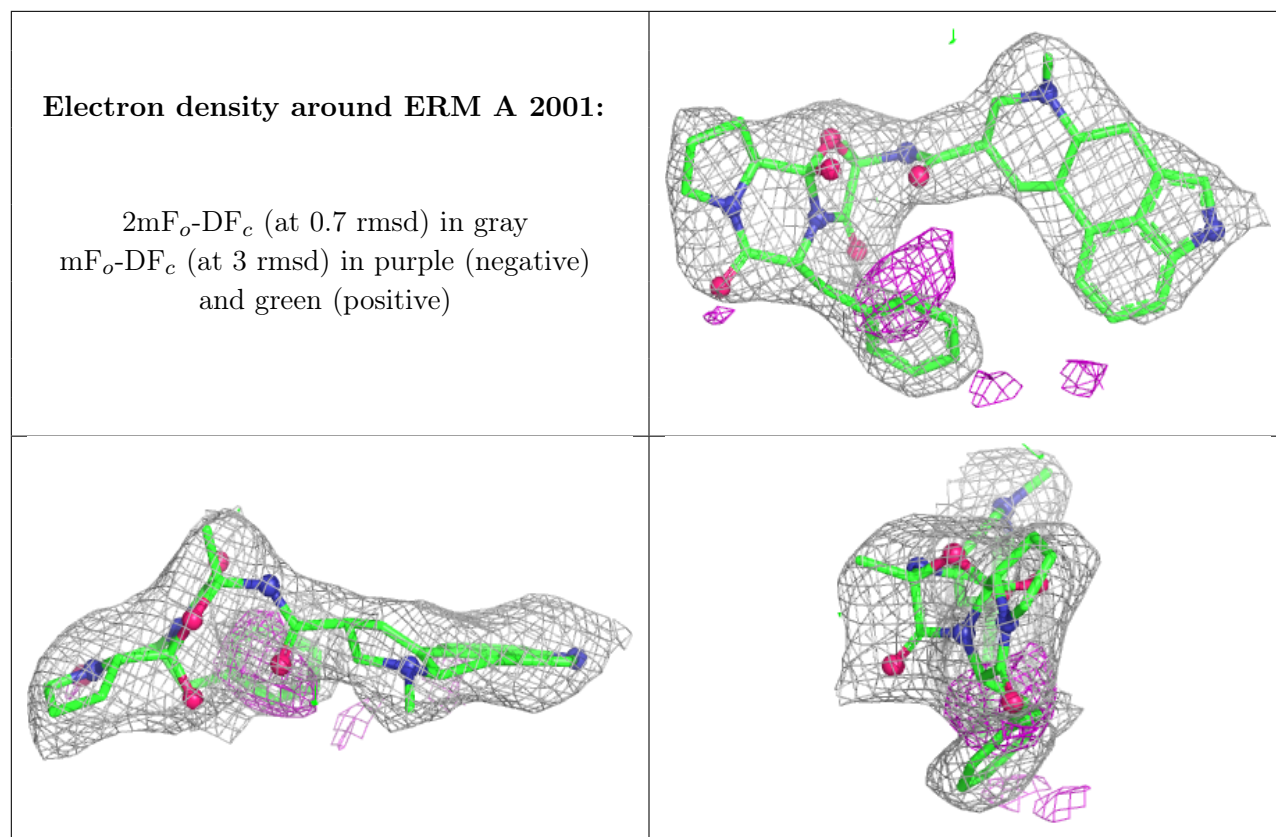 Electron density around ERM A 2001:
2mFo-DFc (at 0.7 rmsd) in gray
mFo-DFc (at 3 rmsd) in purple (negative)
and green (positive)